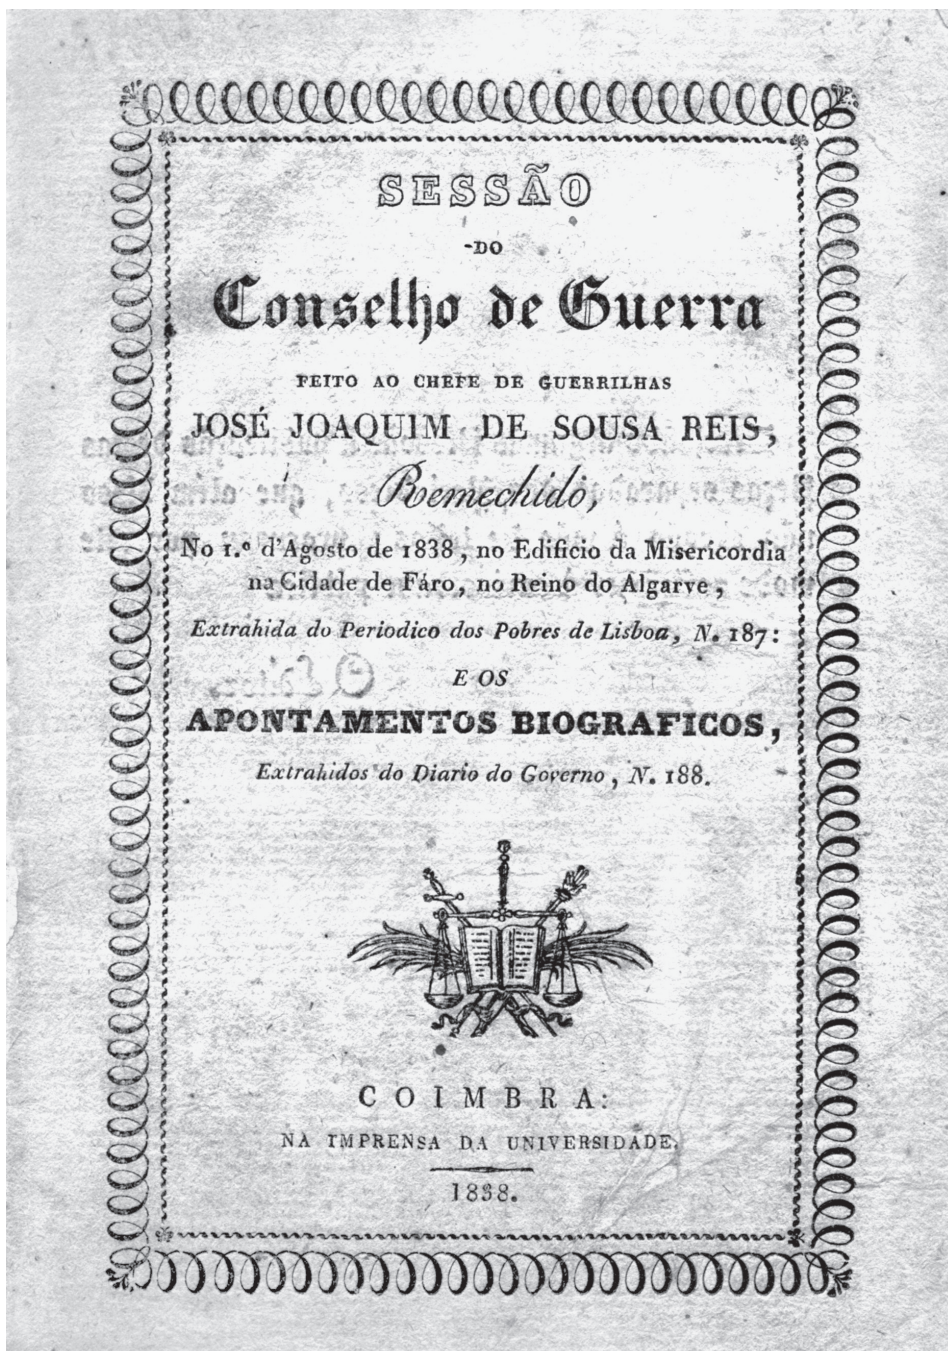 SESSÃO
DO
Conselho de Guerra
FEITO AO CHEFE DE GUERRILHAS
JOSÉ JOAQUIM DE SOUSA REIS,
Remechido,
No 1.º d'Agosto de 1838, no Edificio da Misericordia
na Cidade de Fáro, no Reino do Algarve,
Extrahida do Periodico dos Pobres de Lisboa, N. 187:
E OS
APONTAMENTOS BIOGRAFICOS,
Extrahidos do Diario do Governo, N. 188.
COIMBRA:
NA IMPRENSA DA UNIVERSIDADE.
1838.